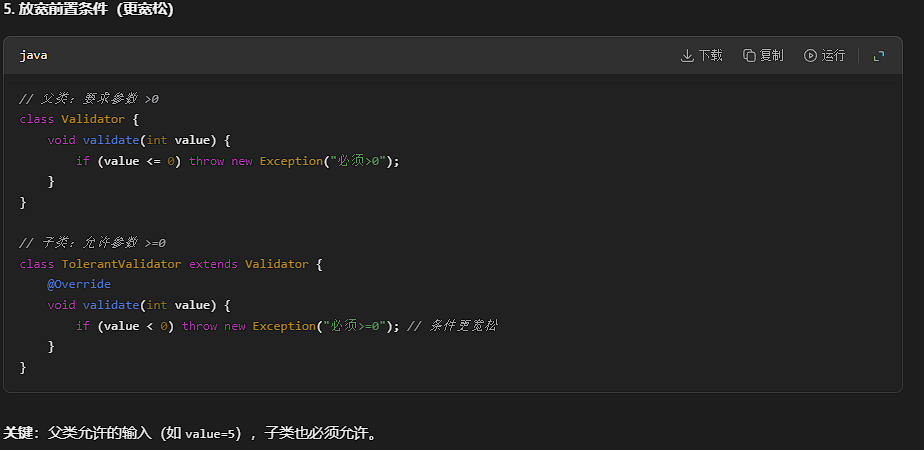 5. 放宽前置条件（更宽松）
java
下载 复制 运行
// 父类：要求参数 >0
class Validator {
    void validate(int value) {
        if (value <= 0) throw new Exception("必须>0");
    }
}
// 子类：允许参数 >=0
class TolerantValidator extends Validator {
    @Override
    void validate(int value) {
        if (value < 0) throw new Exception("必须>=0"); // 条件更宽松
    }
}
关键：父类允许的输入（如 value=5），子类也必须允许。